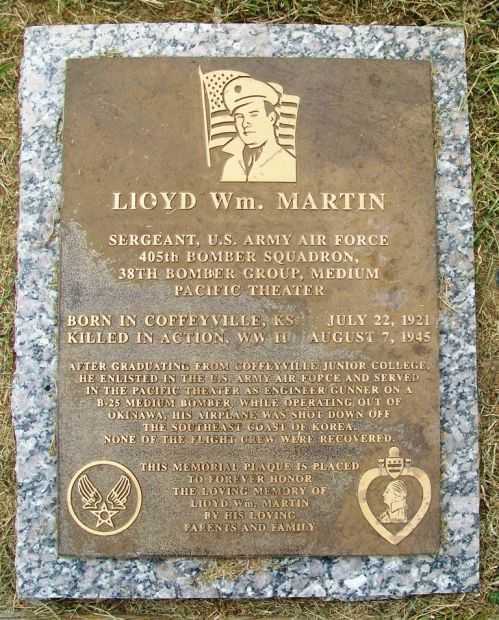 LLOYD Wm. MARTIN
SERGEANT, U.S. ARMY AIR FORCE
405th BOMBER SQUADRON,
38TH BOMBER GROUP, MEDIUM
PACIFIC THEATER
BORN IN COFFEYVILLE, KS. JULY 22, 1921
KILLED IN ACTION, WW II AUGUST 7, 1945
AFTER GRADUATING FROM COFFEYVILLE JUNIOR COLLEGE,
HE ENLISTED IN THE U.S. ARMY AIR FORCE AND SERVED
IN THE PACIFIC THEATER AS ENGINEER GUNNER ON A
B-25 MEDIUM BOMBER. WHILE OPERATING OUT OF
OKINAWA, HIS AIRPLANE WAS SHOT DOWN OFF
THE SOUTHEAST COAST OF KOREA.
NONE OF THE FLIGHT CREW WERE RECOVERED.
THIS MEMORIAL PLAQUE IS PLACED
TO FOREVER HONOR
THE LOVING MEMORY OF
LLOYD Wm. MARTIN
BY HIS LOVING
PARENTS AND FAMILY